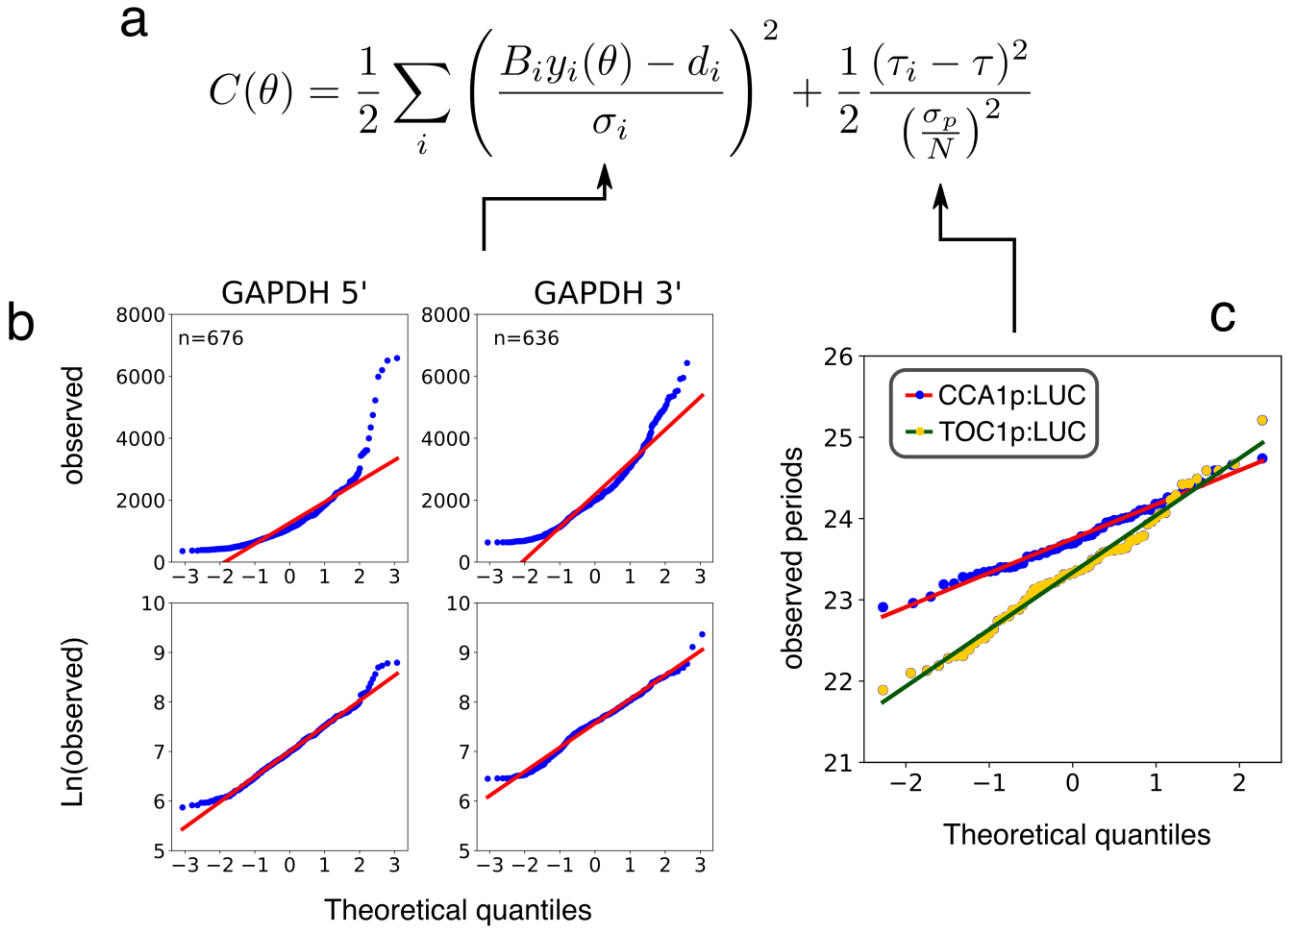 a
C(θ) = 1/2 ∑_i ( (B_i y_i(θ) − d_i) / σ_i )^2 + 1/2 (τ_i − τ)^2 / (σ_p / N)^2
b
GAPDH 5'
GAPDH 3'
observed
8000
6000
4000
2000
0
n=676
−3 −2 −1 0 1 2 3
8000
6000
4000
2000
0
n=636
−3 −2 −1 0 1 2 3
Ln(observed)
10
9
8
7
6
5
−3 −2 −1 0 1 2 3
10
9
8
7
6
5
−3 −2 −1 0 1 2 3
Theoretical quantiles
c
observed periods
26
25
24
23
22
21
CCA1p:LUC
TOC1p:LUC
−2 −1 0 1 2
Theoretical quantiles